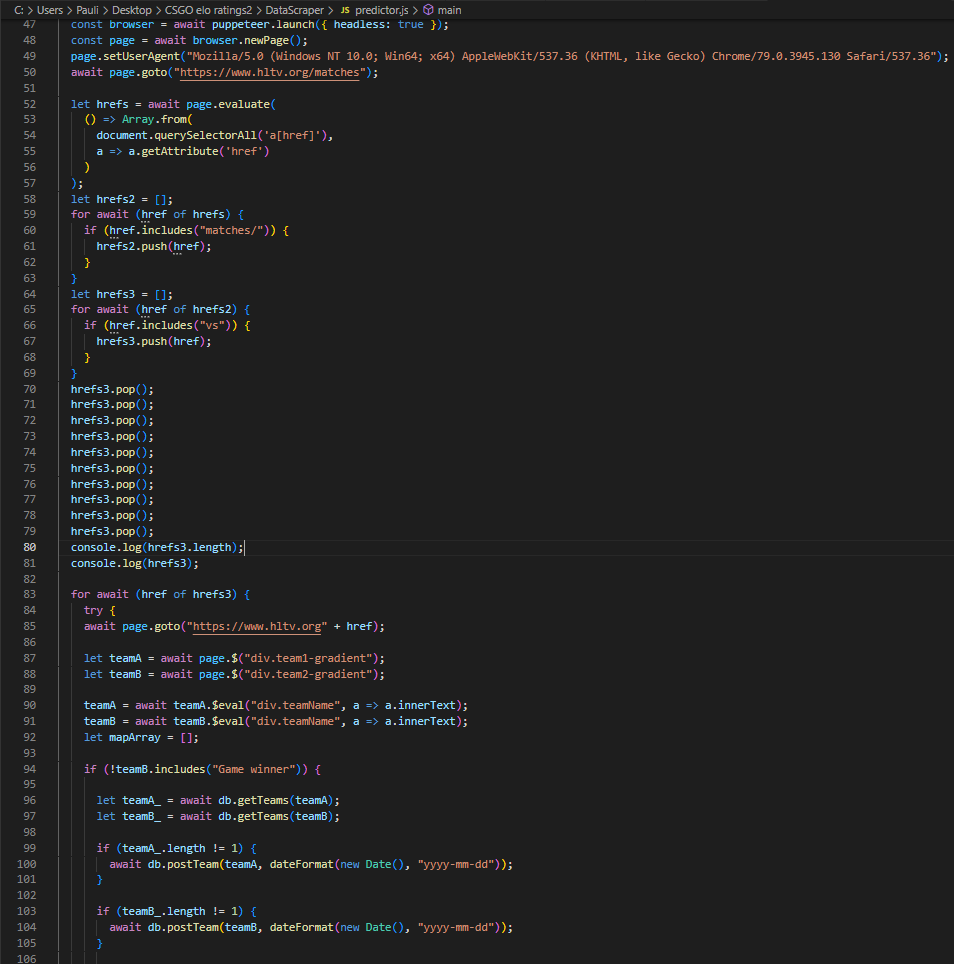 C: > Users > Pauli > Desktop > CSGO elo ratings2 > DataScraper > JS predictor.js > main
47 const browser = await puppeteer.launch({ headless: true });
48 const page = await browser.newPage();
49 page.setUserAgent("Mozilla/5.0 (Windows NT 10.0; Win64; x64) AppleWebKit/537.36 (KHTML, like Gecko) Chrome/79.0.3945.130 Safari/537.36");
50 await page.goto("https://www.hltv.org/matches");
51
52 let hrefs = await page.evaluate(
53 () => Array.from(
54 document.querySelectorAll('a[href]'),
55 a => a.getAttribute('href')
56 )
57 );
58 let hrefs2 = [];
59 for await (href of hrefs) {
60 if (href.includes("matches/")) {
61 hrefs2.push(href);
62 }
63 }
64 let hrefs3 = [];
65 for await (href of hrefs2) {
66 if (href.includes("vs")) {
67 hrefs3.push(href);
68 }
69 }
70 hrefs3.pop();
71 hrefs3.pop();
72 hrefs3.pop();
73 hrefs3.pop();
74 hrefs3.pop();
75 hrefs3.pop();
76 hrefs3.pop();
77 hrefs3.pop();
78 hrefs3.pop();
79 hrefs3.pop();
80 console.log(hrefs3.length);
81 console.log(hrefs3);
82
83 for await (href of hrefs3) {
84 try {
85 await page.goto("https://www.hltv.org" + href);
86
87 let teamA = await page.$("div.team1-gradient");
88 let teamB = await page.$("div.team2-gradient");
89
90 teamA = await teamA.$eval("div.teamName", a => a.innerText);
91 teamB = await teamB.$eval("div.teamName", a => a.innerText);
92 let mapArray = [];
93
94 if (!teamB.includes("Game winner")) {
95
96 let teamA_ = await db.getTeams(teamA);
97 let teamB_ = await db.getTeams(teamB);
98
99 if (teamA_.length != 1) {
100 await db.postTeam(teamA, dateFormat(new Date(), "yyyy-mm-dd"));
101 }
102
103 if (teamB_.length != 1) {
104 await db.postTeam(teamB, dateFormat(new Date(), "yyyy-mm-dd"));
105 }
106